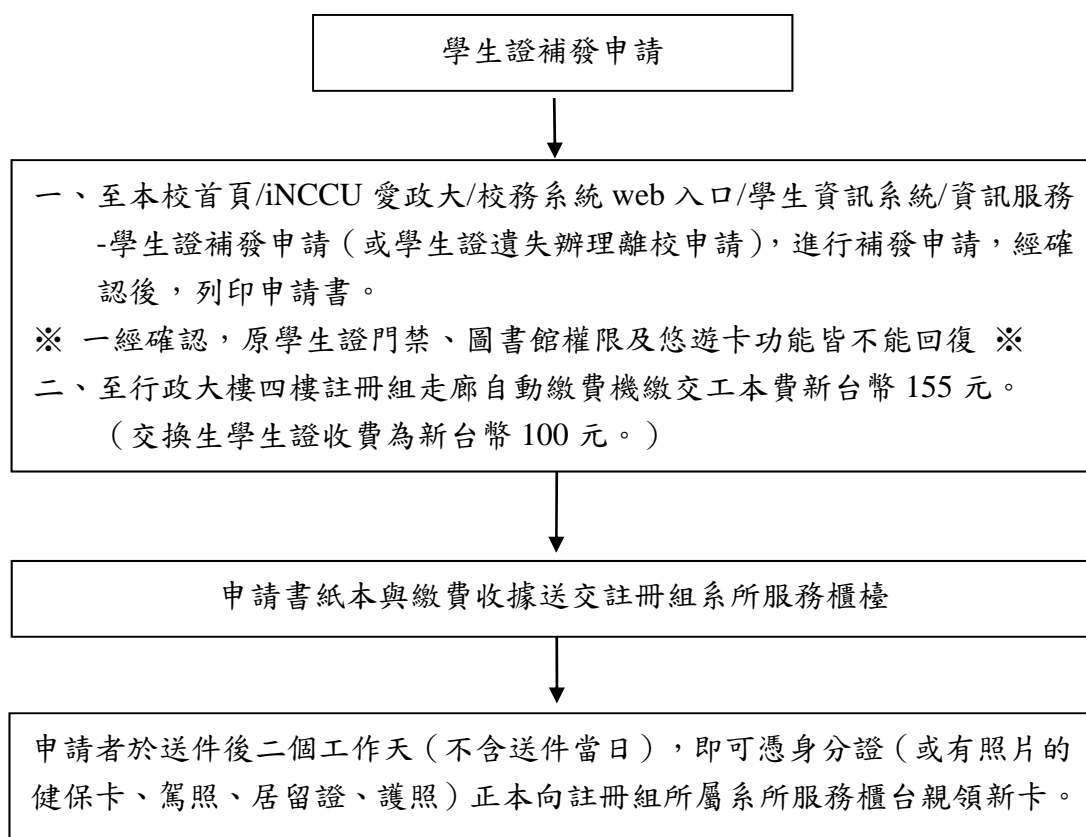 學生證補發申請
一、至本校首頁/iNCCU 愛政大/校務系統 web 入口/學生資訊系統/資訊服務
-學生證補發申請（或學生證遺失辦理離校申請），進行補發申請，經確
認後，列印申請書。
※ 一經確認，原學生證門禁、圖書館權限及悠遊卡功能皆不能回復 ※
二、至行政大樓四樓註冊組走廊自動繳費機繳交工本費新台幣 155 元。
（交換生學生證收費為新台幣 100 元。）
申請書紙本與繳費收據送交註冊組系所服務櫃檯
申請者於送件後二個工作天（不含送件當日），即可憑身分證（或有照片的
健保卡、駕照、居留證、護照）正本向註冊組所屬系所服務櫃台親領新卡。